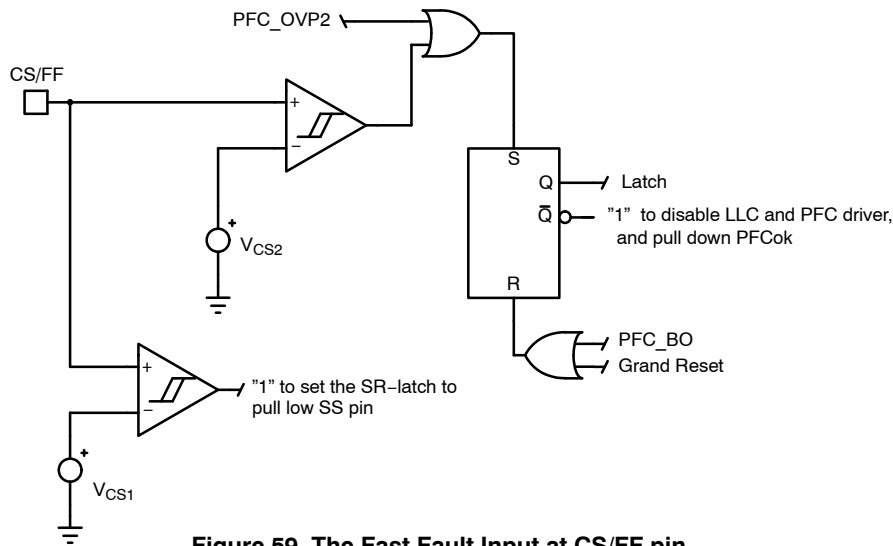 PFC_OVP2
CS/FF
+
−
+
VCS2
S
Q
Latch
Q̅
”1” to disable LLC and PFC driver,
and pull down PFCok
R
PFC_BO
Grand Reset
+
−
”1” to set the SR−latch to
pull low SS pin
+
VCS1
Figure 59. The Fast Fault Input at CS/FF pin